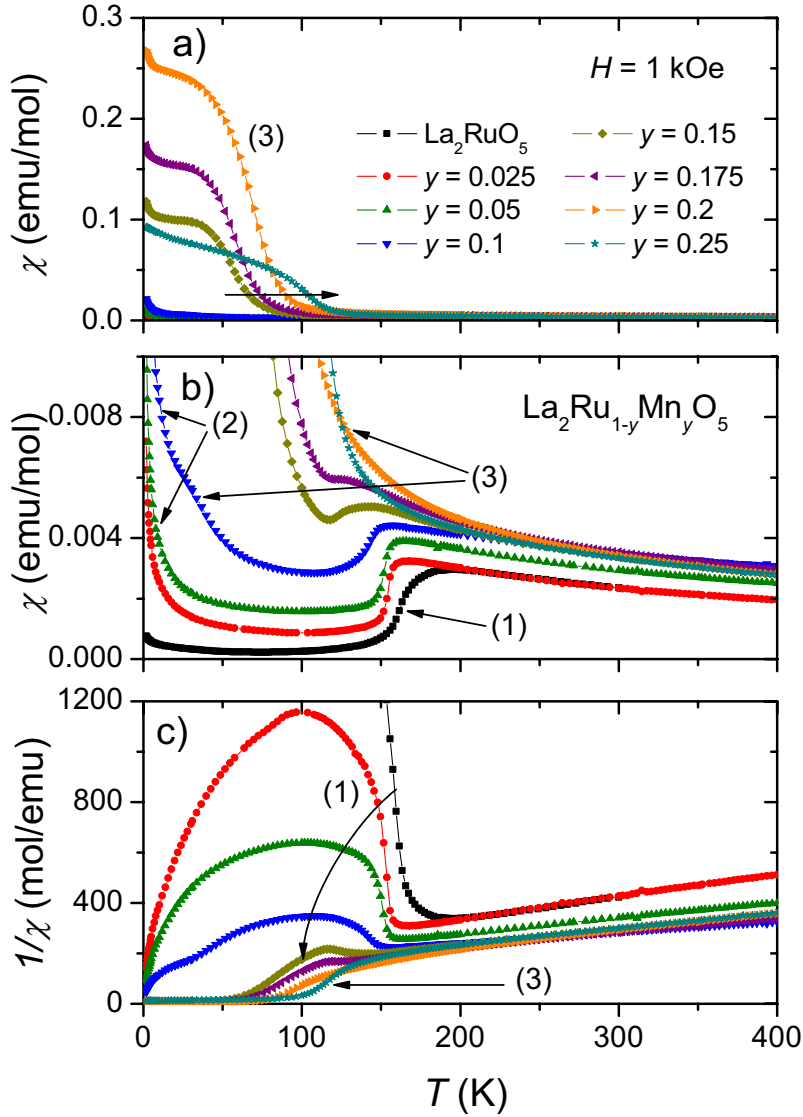 a)
H = 1 kOe
(3)
La₂RuO₅
y = 0.025
y = 0.05
y = 0.1
y = 0.15
y = 0.175
y = 0.2
y = 0.25
0.3
0.2
0.1
0.0
χ (emu/mol)
b)
La₂Ru₁₋yMnyO₅
(2)
(3)
(1)
0.008
0.004
0.000
χ (emu/mol)
c)
(1)
(3)
1200
800
400
0
1/χ (mol/emu)
0 100 200 300 400
T (K)